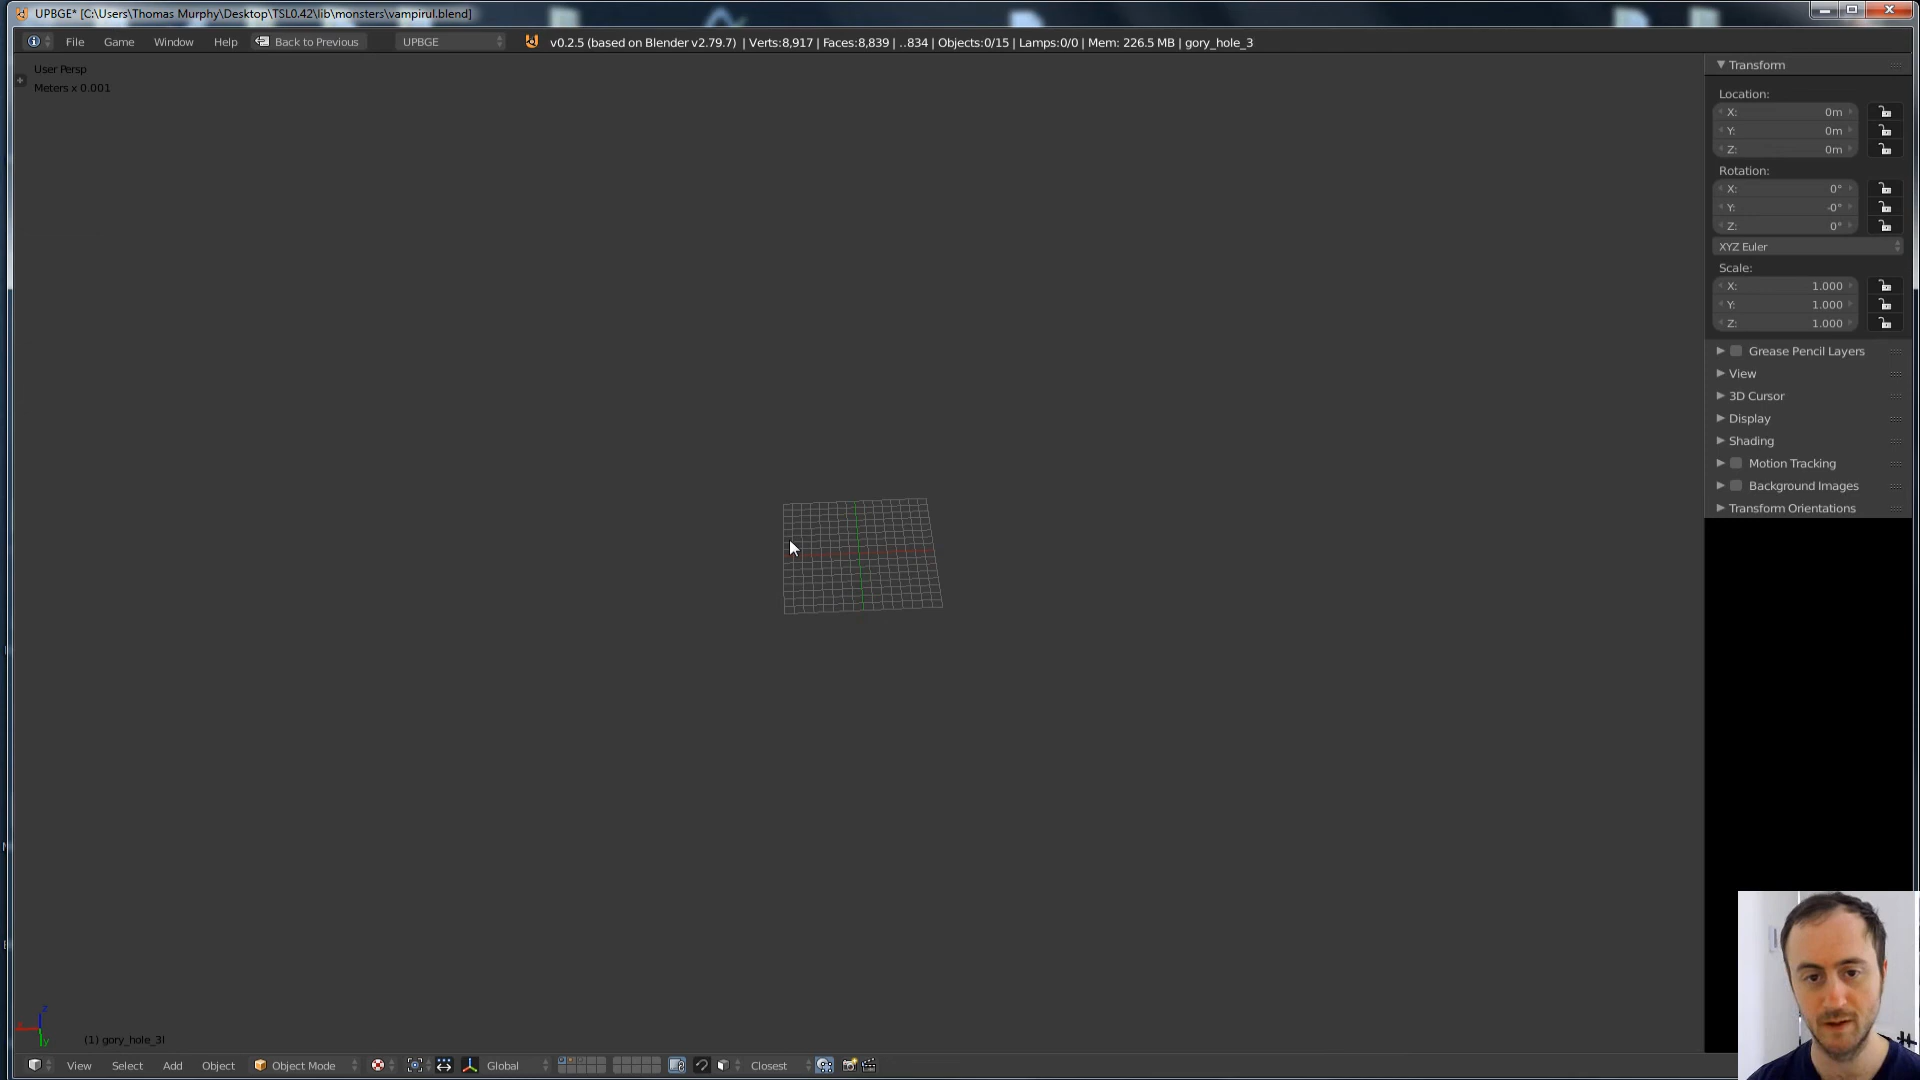 UPBGE* [C:\Users\Thomas Murphy\Desktop\TSL0.42\lib\monsters\vampirul.blend]
File Game Window Help Back to Previous UPBGE v0.2.5 (based on Blender v2.79.7) | Verts:8,917 | Faces:8,839 | ..834 | Objects:0/15 | Lamps:0/0 | Mem: 226.5 MB | gory_hole_3
User Persp
Meters x 0.001
Transform
Location:
X: 0m
Y: 0m
Z: 0m
Rotation:
X: 0°
Y: -0°
Z: 0°
XYZ Euler
Scale:
X: 1.000
Y: 1.000
Z: 1.000
Grease Pencil Layers
View
3D Cursor
Display
Shading
Motion Tracking
Background Images
Transform Orientations
z
x
y
(1) gory_hole_3l
View Select Add Object Object Mode Global Closest